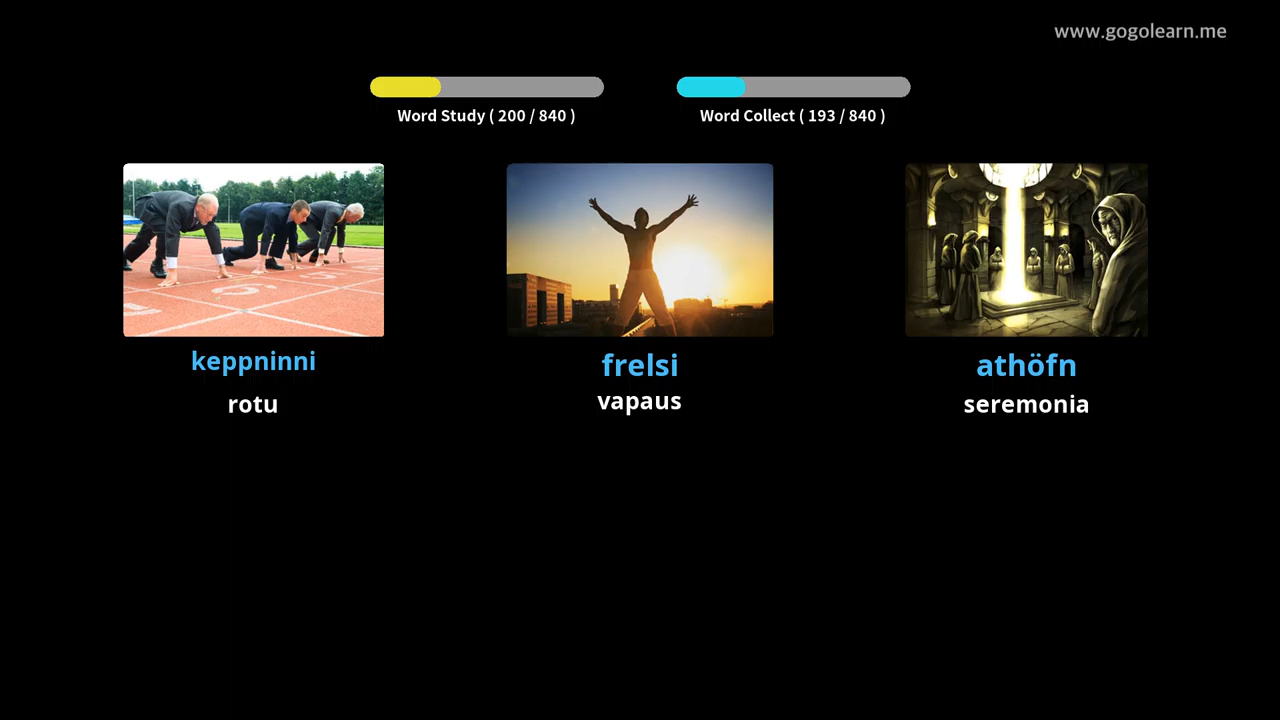 www.gogolearn.me
Word Study ( 200 / 840 )
Word Collect ( 193 / 840 )
keppninni
frelsi
athöfn
rotu
vapaus
seremonia